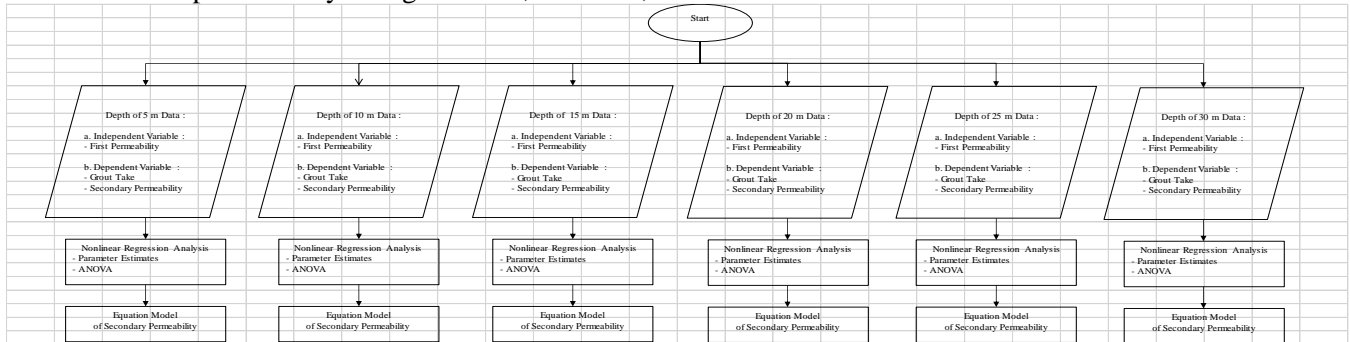 Start
Depth of 5 m Data :
a. Independent Variable :
- First Permeability
b. Dependent Variable :
- Grout Take
- Secondary Permeability
Depth of 10 m Data :
a. Independent Variable :
- First Permeability
b. Dependent Variable :
- Grout Take
- Secondary Permeability
Depth of 15 m Data :
a. Independent Variable :
- First Permeability
b. Dependent Variable :
- Grout Take
- Secondary Permeability
Depth of 20 m Data :
a. Independent Variable :
- First Permeability
b. Dependent Variable :
- Grout Take
- Secondary Permeability
Depth of 25 m Data :
a. Independent Variable :
- First Permeability
b. Dependent Variable :
- Grout Take
- Secondary Permeability
Depth of 30 m Data :
a. Independent Variable :
- First Permeability
b. Dependent Variable :
- Grout Take
- Secondary Permeability
Nonlinear Regression Analysis
- Parameter Estimates
- ANOVA
Nonlinear Regression Analysis
- Parameter Estimates
- ANOVA
Nonlinear Regression Analysis
- Parameter Estimates
- ANOVA
Nonlinear Regression Analysis
- Parameter Estimates
- ANOVA
Nonlinear Regression Analysis
- Parameter Estimates
- ANOVA
Nonlinear Regression Analysis
- Parameter Estimates
- ANOVA
Equation Model
of Secondary Permeability
Equation Model
of Secondary Permeability
Equation Model
of Secondary Permeability
Equation Model
of Secondary Permeability
Equation Model
of Secondary Permeability
Equation Model
of Secondary Permeability